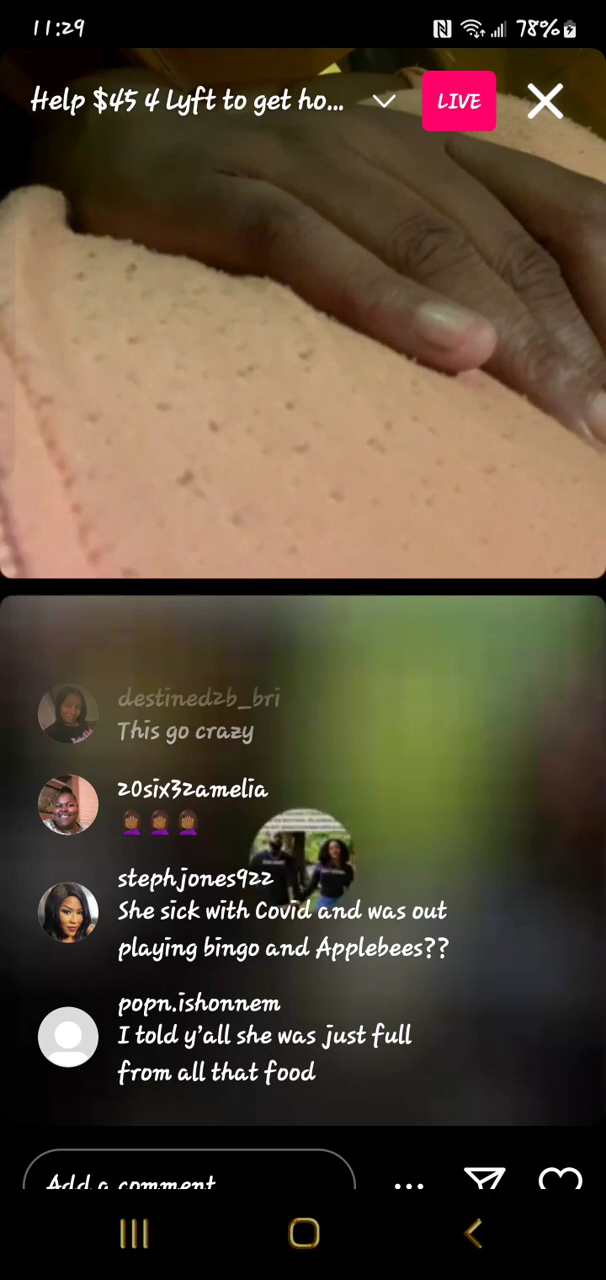 11:29
78%
Help $45 4 Lyft to get ho...
LIVE
destined2b_bri
This go crazy
20six32amelia
stephjones922
She sick with Covid and was out
playing bingo and Applebees??
popn.ishonnem
I told y'all she was just full
from all that food
Add a comment